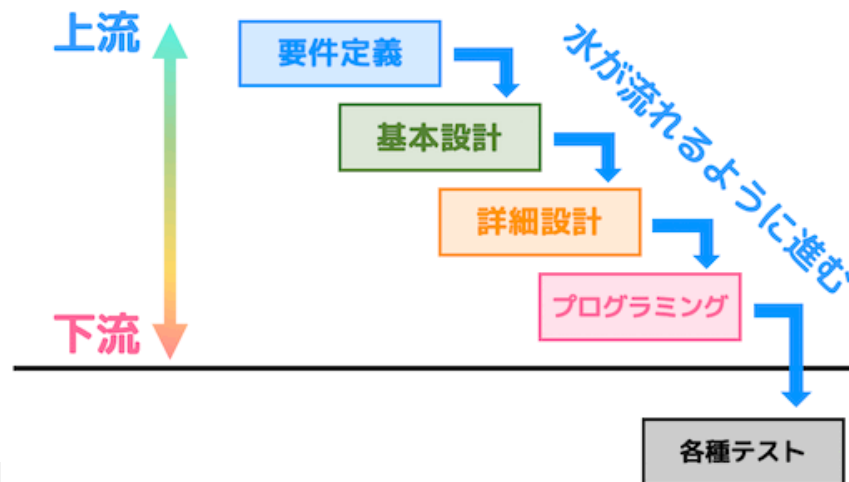 上流
要件定義
水が流れるように進む
基本設計
詳細設計
プログラミング
下流
各種テスト